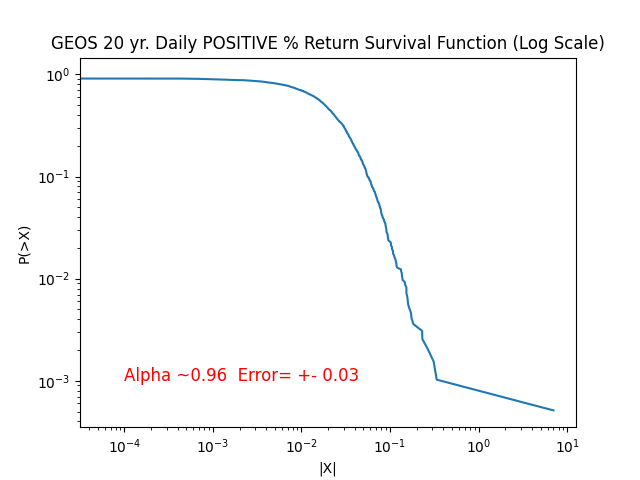 GEOS 20 yr. Daily POSITIVE % Return Survival Function (Log Scale)
10⁰
10⁻¹
10⁻²
10⁻³
P(>X)
Alpha ~0.96  Error= +- 0.03
10⁻⁴ 10⁻³ 10⁻² 10⁻¹ 10⁰ 10¹
|X|